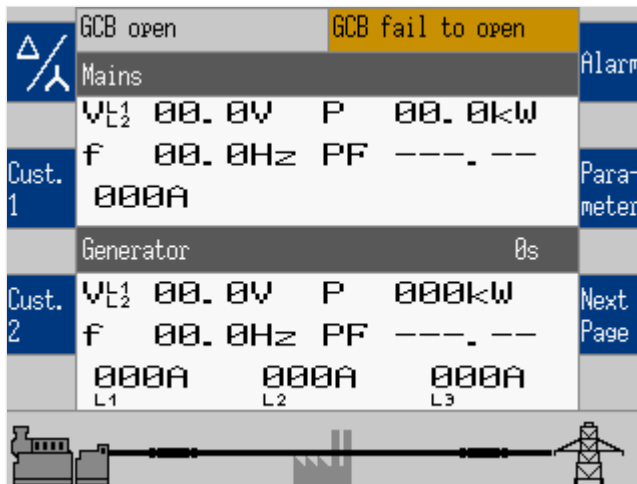 GCB open GCB fail to open
Alarm
Mains
VL1 L2 00.0V P 00.0kW
f 00.0Hz PF ---.--
Cust. 1
Para-meter
000A
Generator 0s
VL1 L2 00.0V P 000kW
Cust. 2
Next Page
f 00.0Hz PF ---.--
000A 000A 000A
L1 L2 L3